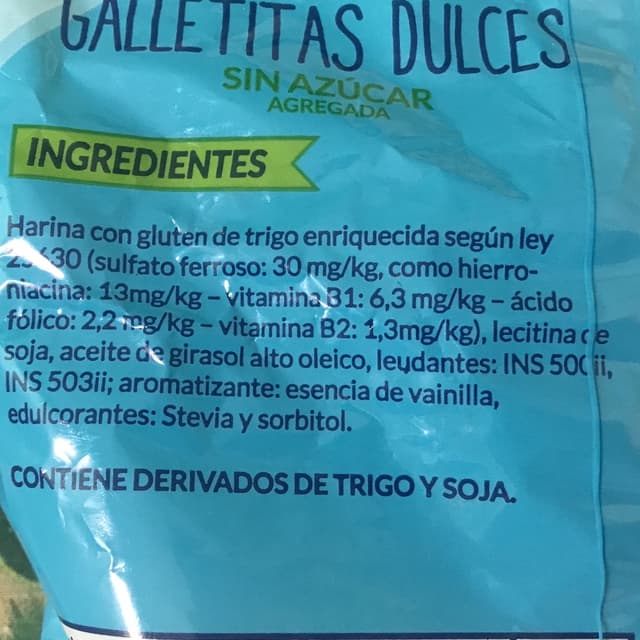 GALLETITAS DULCES
SIN AZÚCAR
AGREGADA
INGREDIENTES
Harina con gluten de trigo enriquecida según ley
25630 (sulfato ferroso: 30 mg/kg, como hierro-
niacina: 13mg/kg – vitamina B1: 6,3 mg/kg – ácido
fólico: 2,2 mg/kg – vitamina B2: 1,3mg/kg), lecitina de
soja, aceite de girasol alto oleico, leudantes: INS 500ii,
INS 503ii; aromatizante: esencia de vainilla,
edulcorantes: Stevia y sorbitol.
CONTIENE DERIVADOS DE TRIGO Y SOJA.